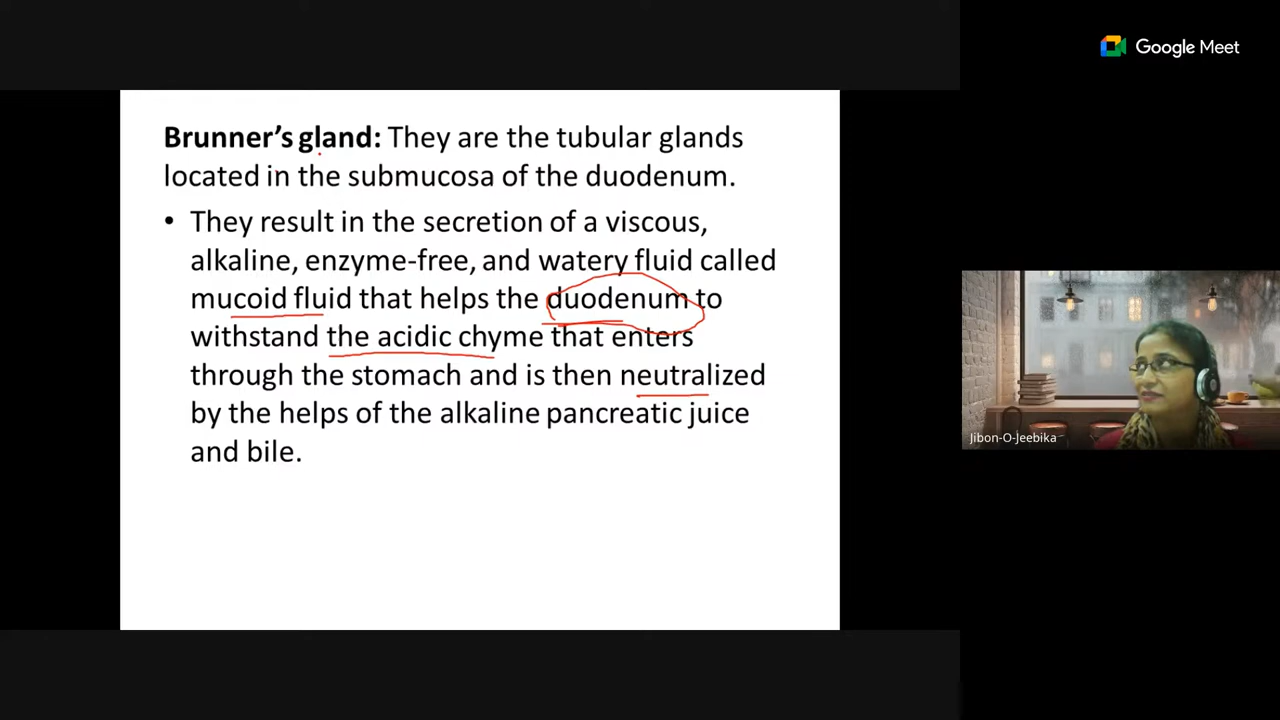 Google Meet
Brunner's gland: They are the tubular glands
located in the submucosa of the duodenum.
• They result in the secretion of a viscous,
alkaline, enzyme-free, and watery fluid called
mucoid fluid that helps the duodenum to
withstand the acidic chyme that enters
through the stomach and is then neutralized
by the helps of the alkaline pancreatic juice
and bile.
Jibon-O-Jeebika